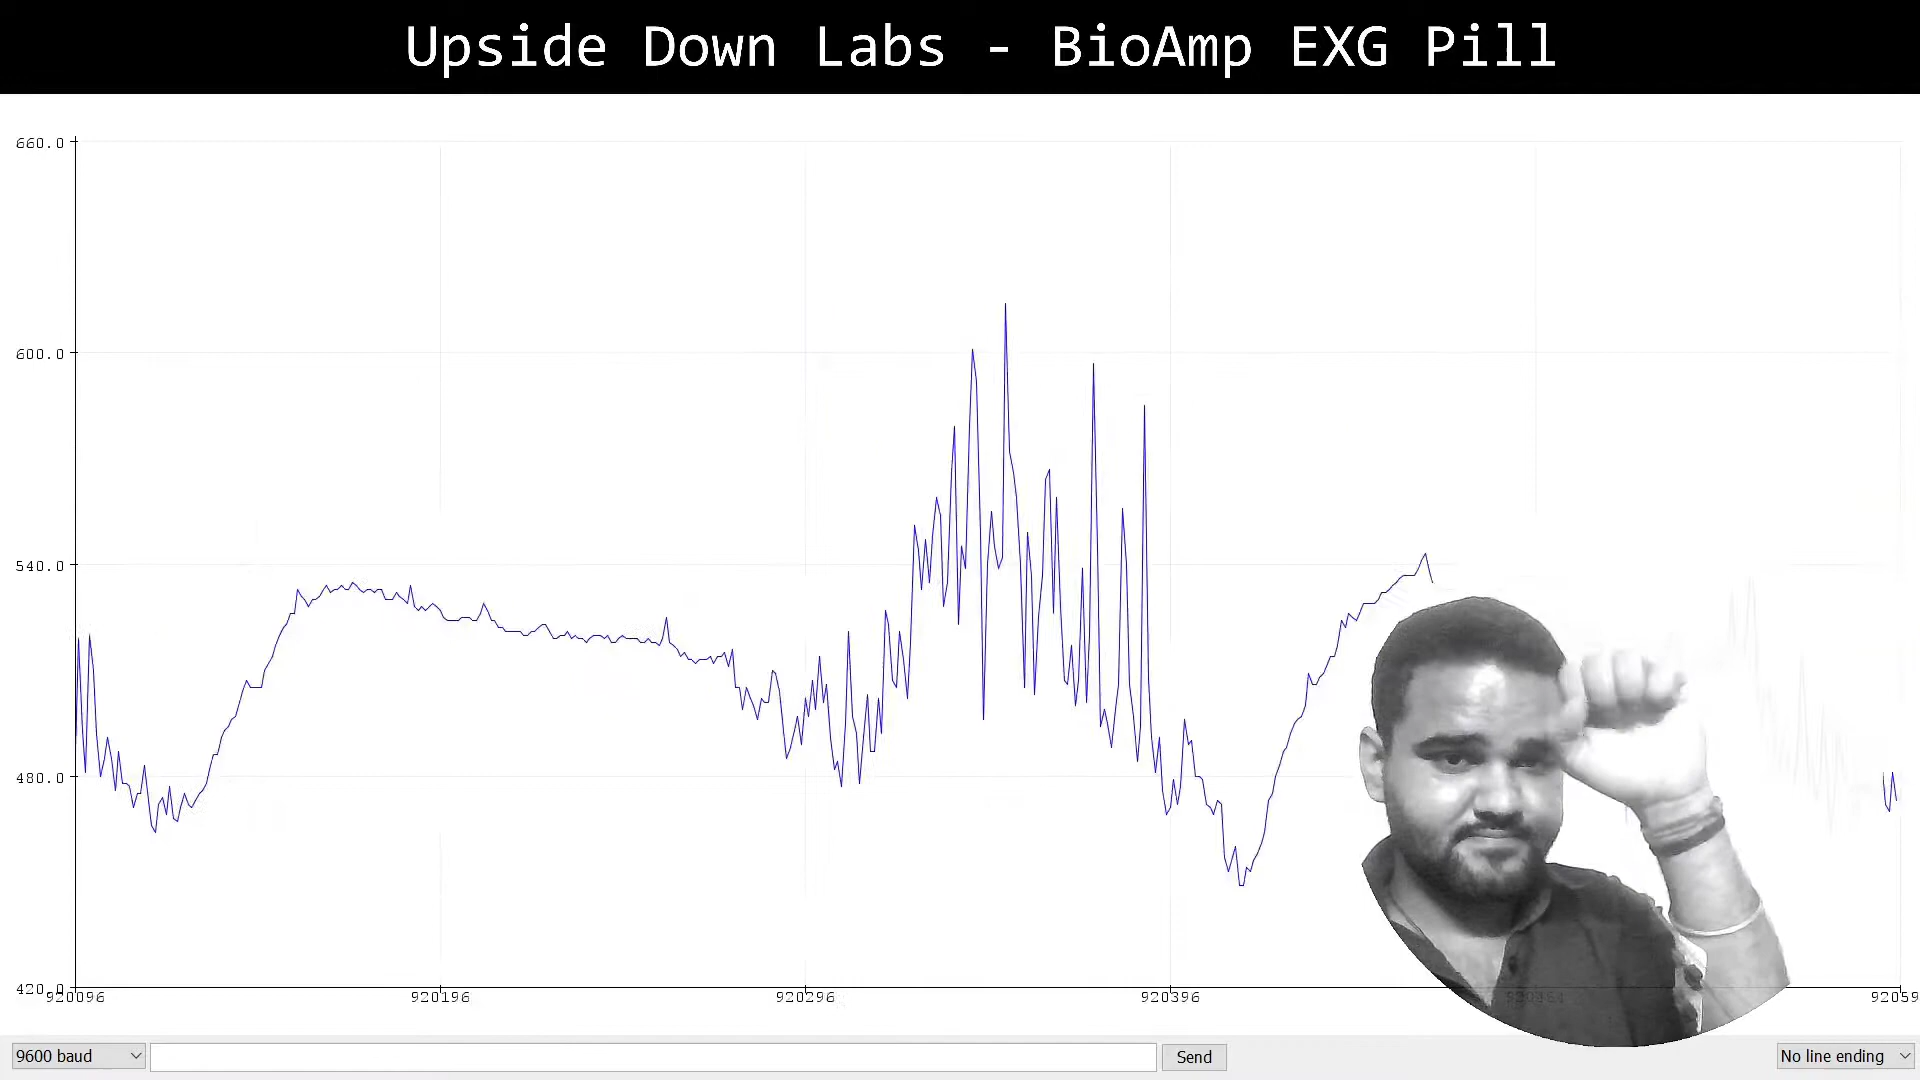 Upside Down Labs - BioAmp EXG Pill
660.0
600.0
540.0
480.0
420.0
920096
920196
920296
920396
92059
9600 baud
Send
No line ending